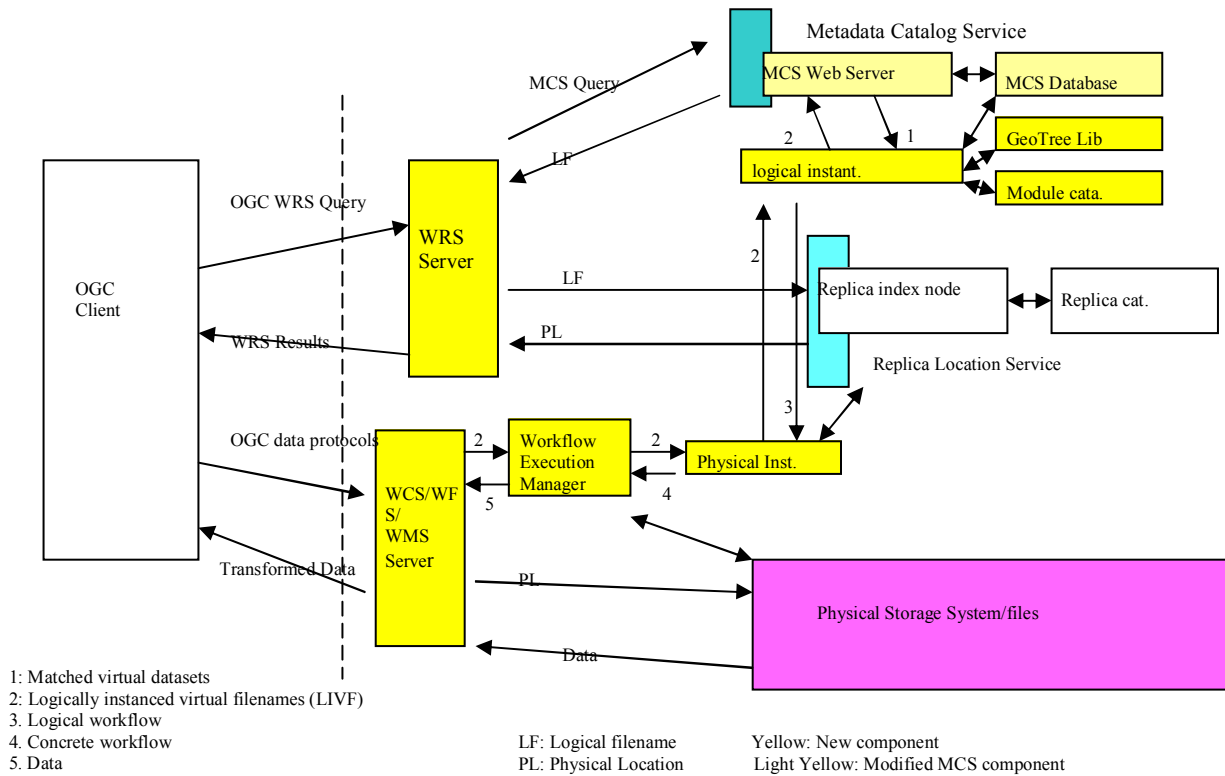 Metadata Catalog Service
MCS Web Server
MCS Database
MCS Query
1
2
GeoTree Lib
LF
logical instant.
Module cata.
OGC WRS Query
WRS
Server
2
OGC
Client
LF
Replica index node
Replica cat.
PL
WRS Results
Replica Location Service
3
OGC data protocols
2
Workflow
Execution
Manager
2
Physical Inst.
WCS/WF
S/
WMS
Server
5
4
Transformed Data
PL
Physical Storage System/files
Data
1: Matched virtual datasets
2: Logically instanced virtual filenames (LIVF)
3. Logical workflow
4. Concrete workflow
5. Data
LF: Logical filename
Yellow: New component
PL: Physical Location
Light Yellow: Modified MCS component